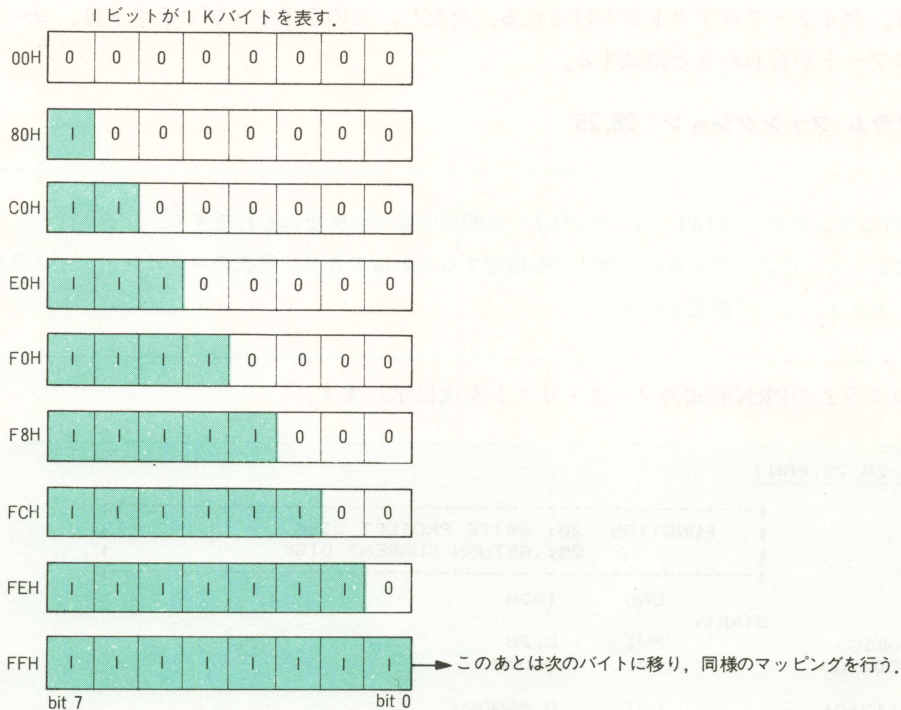 1ビットが1Kバイトを表す．
00H 0 0 0 0 0 0 0 0
80H 1 0 0 0 0 0 0 0
C0H 1 1 0 0 0 0 0 0
E0H 1 1 1 0 0 0 0 0
F0H 1 1 1 1 0 0 0 0
F8H 1 1 1 1 1 0 0 0
FCH 1 1 1 1 1 1 0 0
FEH 1 1 1 1 1 1 1 0
FFH 1 1 1 1 1 1 1 1 このあとは次のバイトに移り，同様のマッピングを行う．
bit 7 bit 0